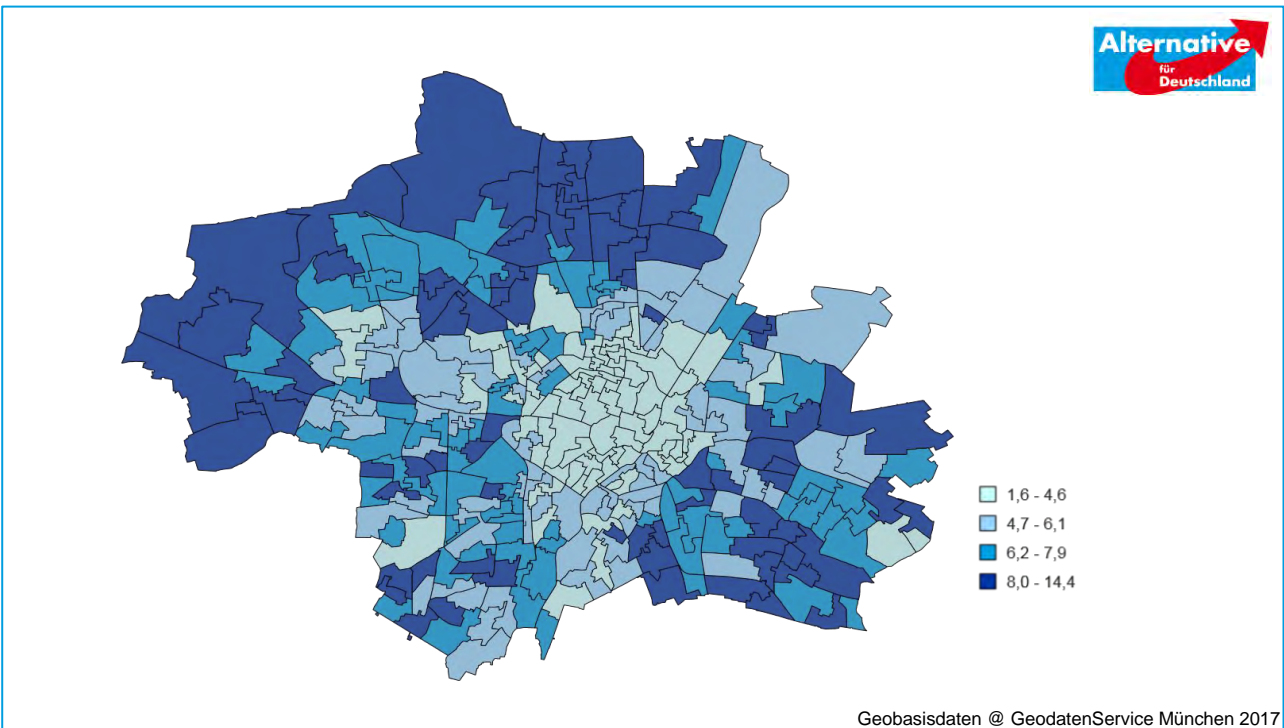 Alternative
für
Deutschland
1,6 - 4,6
4,7 - 6,1
6,2 - 7,9
8,0 - 14,4
Geobasisdaten @ GeodatenService München 2017